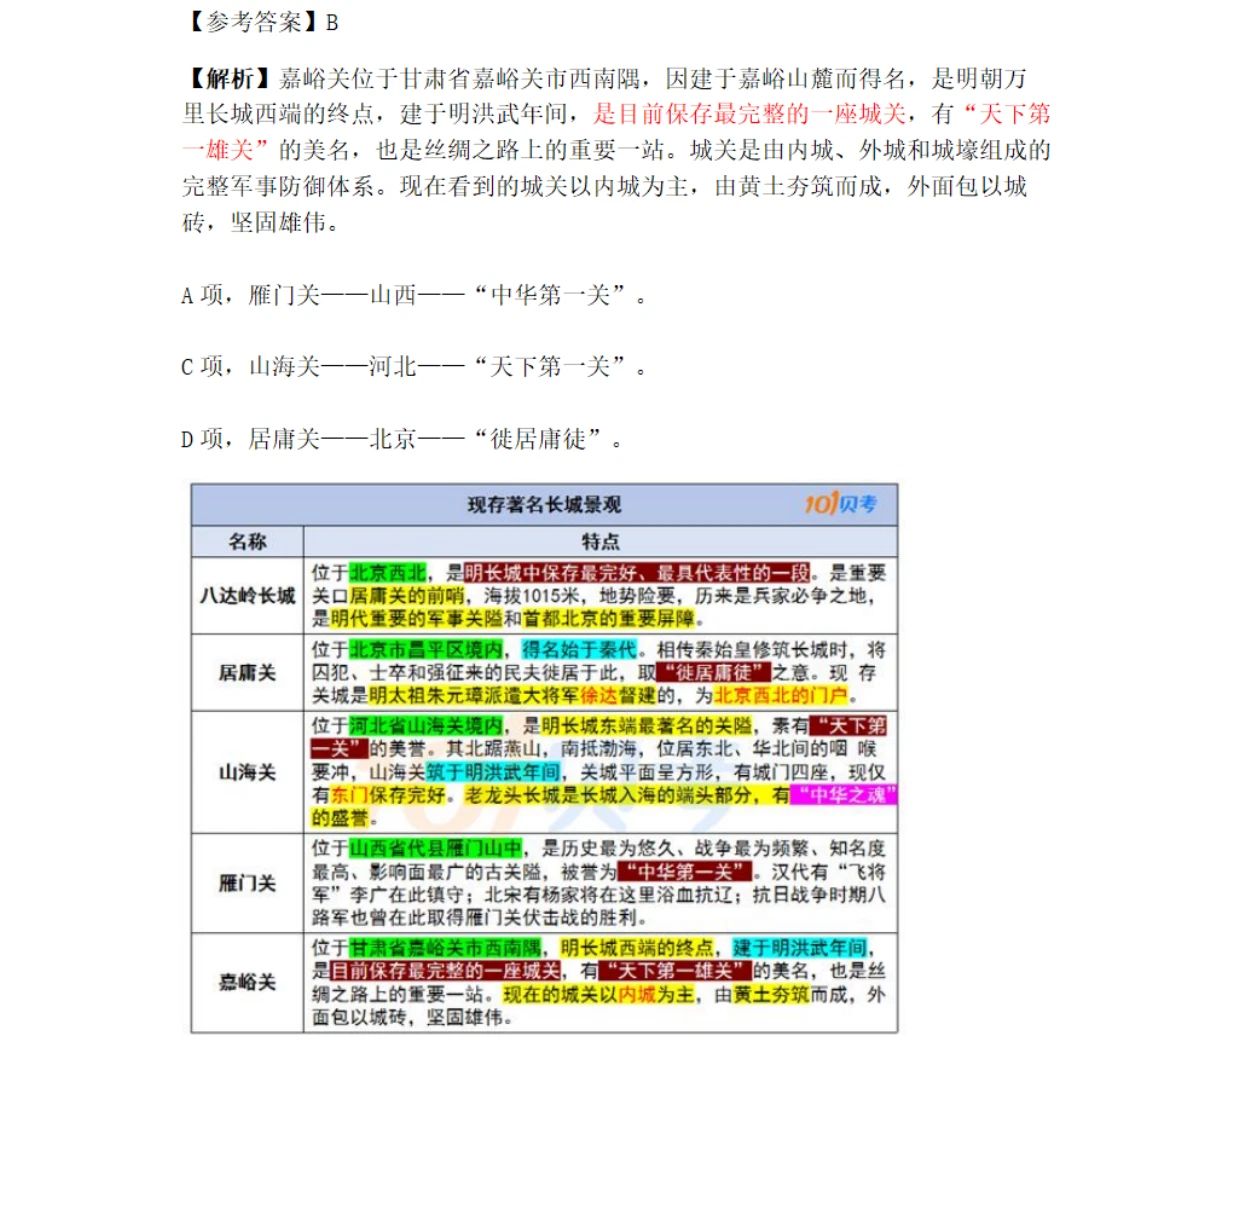 【参考答案】B
【解析】嘉峪关位于甘肃省嘉峪关市西南隅，因建于嘉峪山麓而得名，是明朝万
里长城西端的终点，建于明洪武年间，是目前保存最完整的一座城关，有“天下第
一雄关”的美名，也是丝绸之路上的重要一站。城关是由内城、外城和城壕组成的
完整军事防御体系。现在看到的城关以内城为主，由黄土夯筑而成，外面包以城
砖，坚固雄伟。
A 项，雁门关——山西——“中华第一关”。
C 项，山海关——河北——“天下第一关”。
D 项，居庸关——北京——“徙居庸徒”。
现存著名长城景观 101贝考
名称 特点
八达岭长城
位于北京西北，是明长城中保存最完好、最具代表性的一段。是重要
关口居庸关的前哨，海拔1015米，地势险要，历来是兵家必争之地，
是明代重要的军事关隘和首都北京的重要屏障。
居庸关
位于北京市昌平区境内，得名始于秦代。相传秦始皇修筑长城时，将
囚犯、士卒和强征来的民夫徙居于此，取“徙居庸徒”之意。现 存
关城是明太祖朱元璋派遣大将军徐达督建的，为北京西北的门户。
山海关
位于河北省山海关境内，是明长城东端最著名的关隘，素有“天下第
一关”的美誉。其北踞燕山，南抵渤海，位居东北、华北间的咽 喉
要冲，山海关筑于明洪武年间，关城平面呈方形，有城门四座，现仅
有东门保存完好。老龙头长城是长城入海的端头部分，有“中华之魂”
的盛誉。
雁门关
位于山西省代县雁门山中，是历史最为悠久、战争最为频繁、知名度
最高、影响面最广的古关隘，被誉为“中华第一关”。汉代有“飞将
军”李广在此镇守；北宋有杨家将在这里浴血抗辽；抗日战争时期八
路军也曾在此取得雁门关伏击战的胜利。
嘉峪关
位于甘肃省嘉峪关市西南隅，明长城西端的终点，建于明洪武年间，
是目前保存最完整的一座城关，有“天下第一雄关”的美名，也是丝
绸之路上的重要一站。现在的城关以内城为主，由黄土夯筑而成，外
面包以城砖，坚固雄伟。